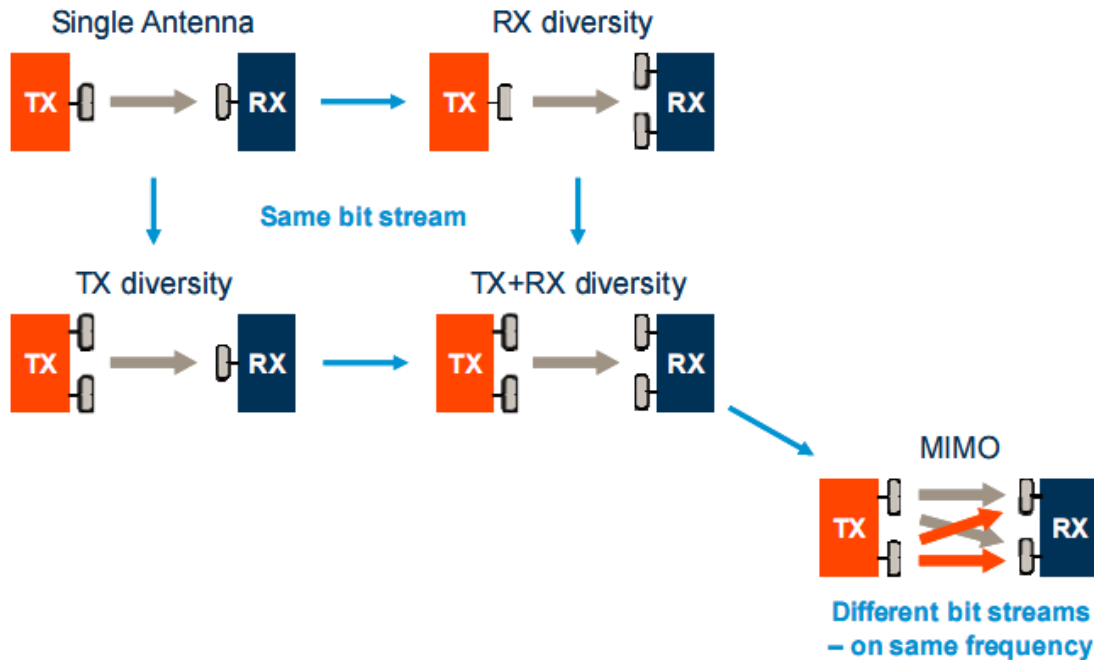 Single Antenna
RX diversity
TX
RX
TX
RX
Same bit stream
TX diversity
TX+RX diversity
TX
RX
TX
RX
MIMO
TX
RX
Different bit streams
– on same frequency